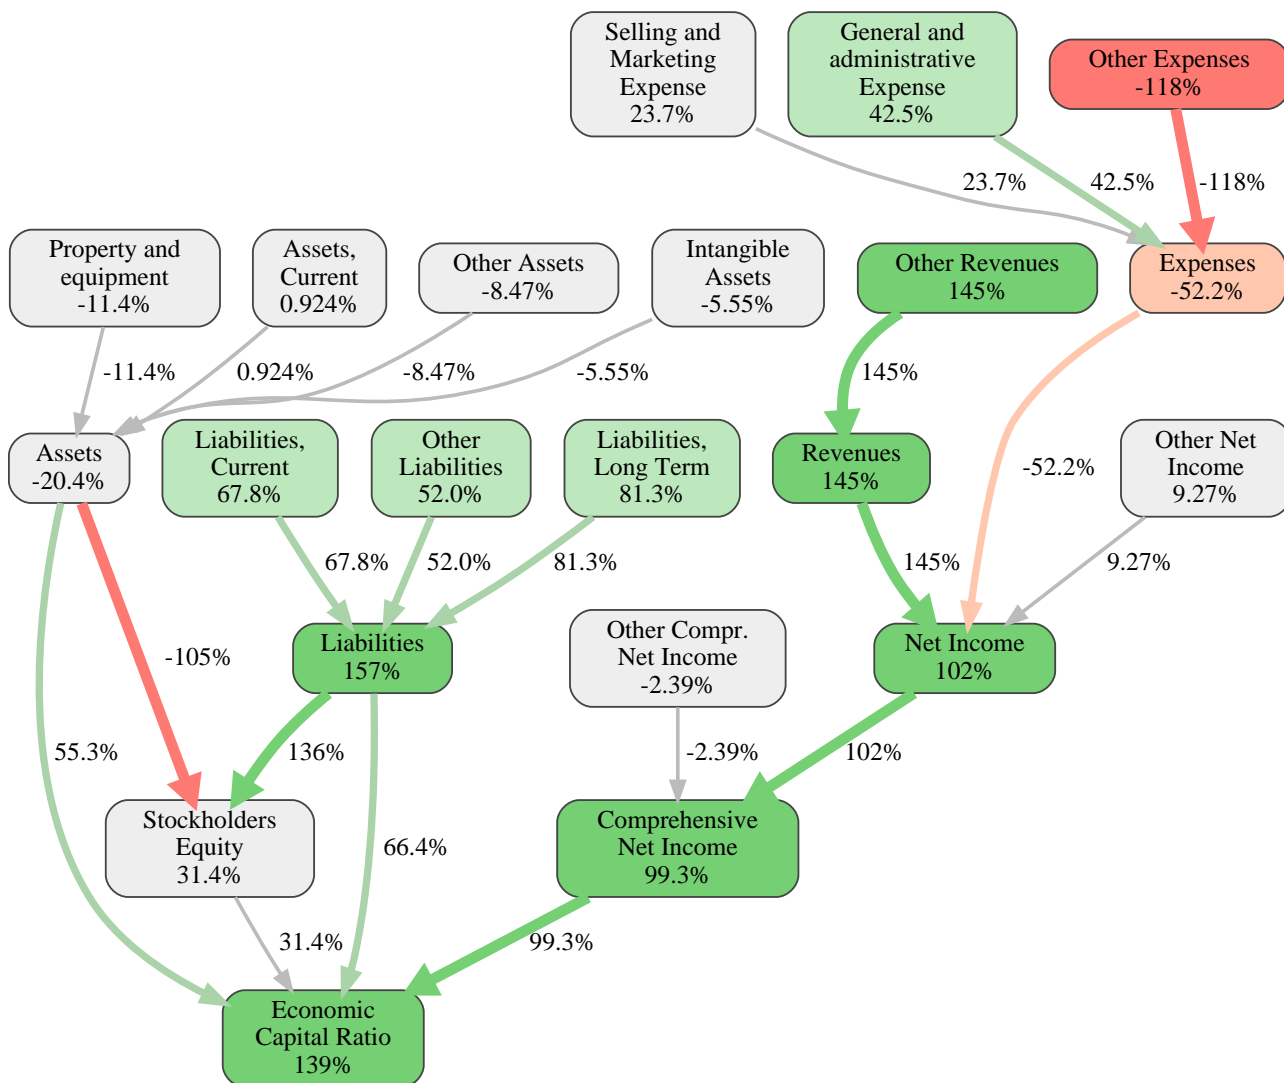 Selling and
Marketing
Expense
23.7%
General and
administrative
Expense
42.5%
Other Expenses
-118%
23.7%
42.5%
-118%
Property and
equipment
-11.4%
Assets,
Current
0.924%
Other Assets
-8.47%
Intangible
Assets
-5.55%
Other Revenues
145%
Expenses
-52.2%
-11.4%
0.924%
-8.47%
-5.55%
145%
Assets
-20.4%
Liabilities,
Current
67.8%
Other
Liabilities
52.0%
Liabilities,
Long Term
81.3%
Revenues
145%
-52.2%
Other Net
Income
9.27%
67.8%
52.0%
81.3%
145%
9.27%
Liabilities
157%
Other Compr.
Net Income
-2.39%
Net Income
102%
-105%
55.3%
136%
-2.39%
102%
Stockholders
Equity
31.4%
66.4%
Comprehensive
Net Income
99.3%
31.4%
99.3%
Economic
Capital Ratio
139%